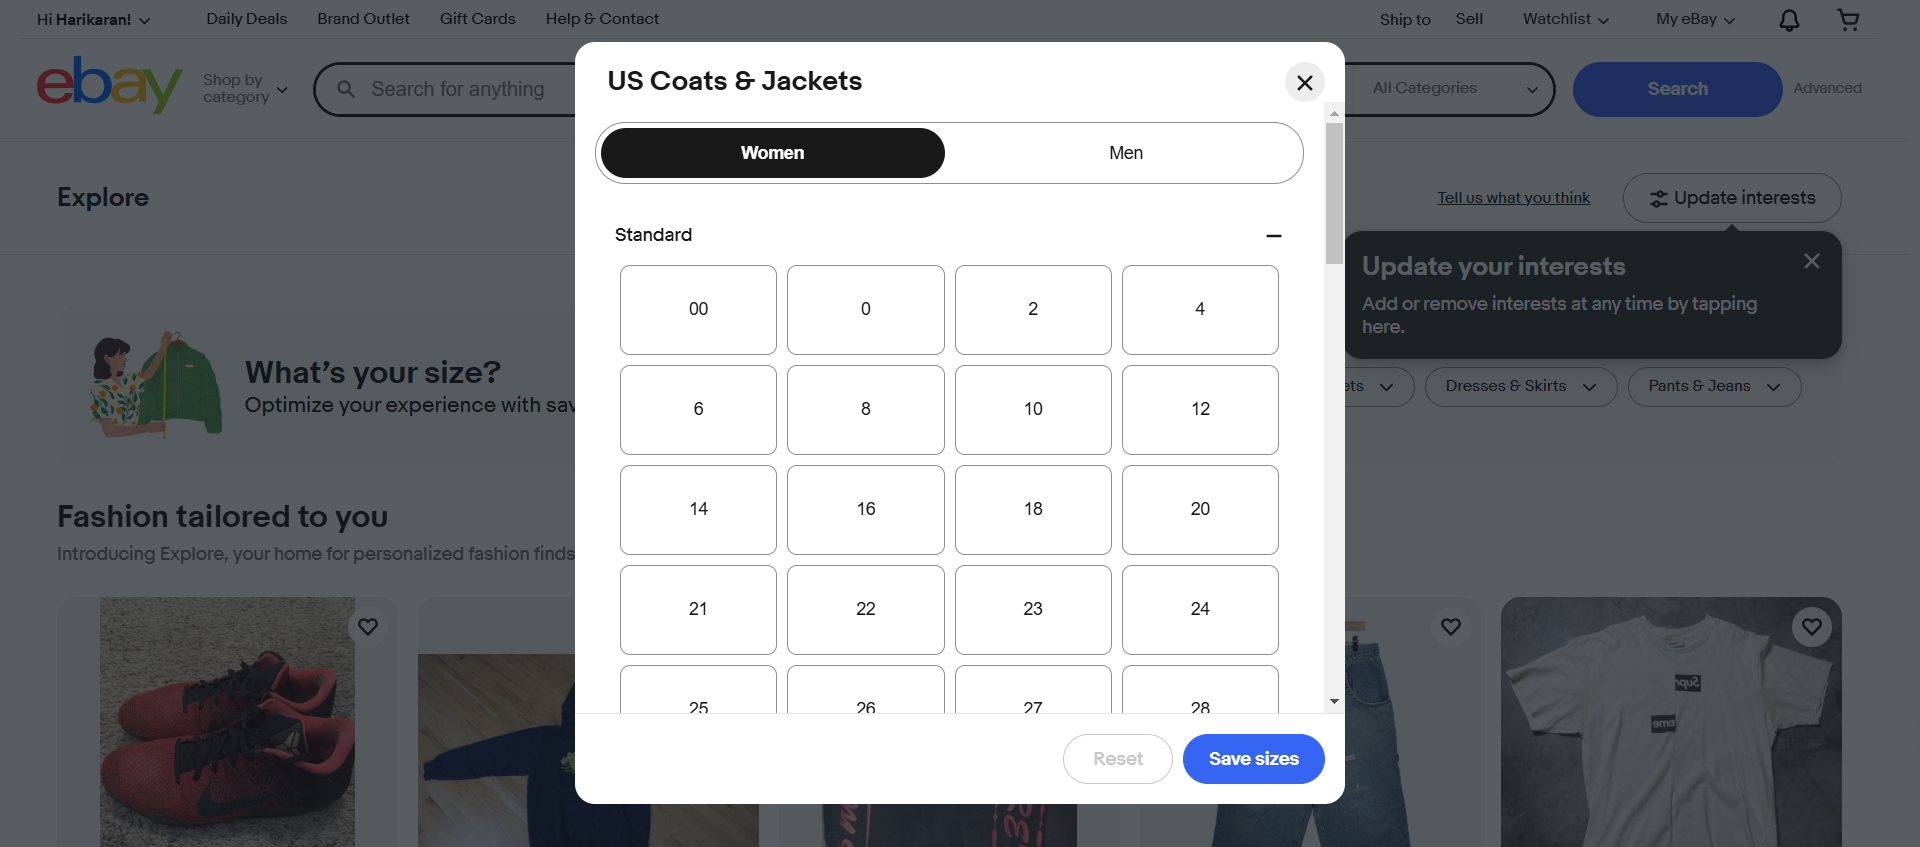 Hi Harikaran!
Daily Deals
Brand Outlet
Gift Cards
Help & Contact
Ship to
Sell
Watchlist
My eBay
ebay
Shop by
category
Search for anything
All Categories
Search
Advanced
Explore
Tell us what you think
Update interests
Update your interests
Add or remove interests at any time by tapping
here.
What's your size?
Optimize your experience with sav
ets
Dresses & Skirts
Pants & Jeans
Fashion tailored to you
Introducing Explore, your home for personalized fashion finds
US Coats & Jackets
Women
Men
Standard
00
0
2
4
6
8
10
12
14
16
18
20
21
22
23
24
25
26
27
28
Reset
Save sizes